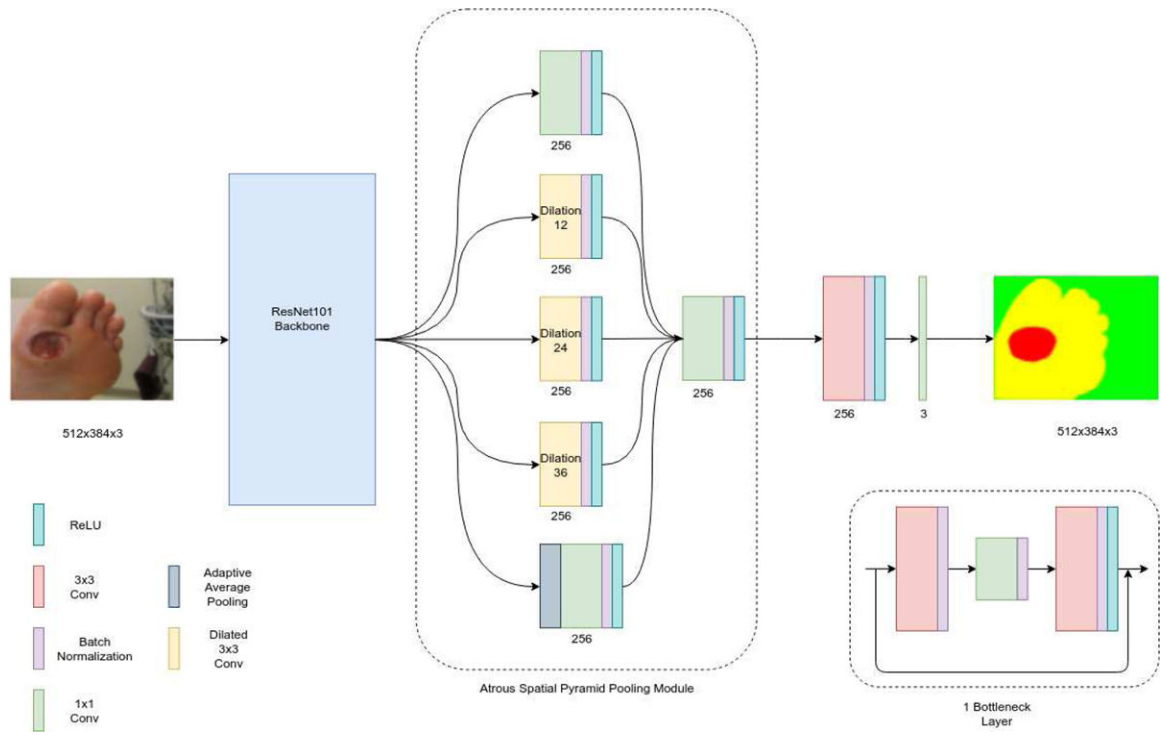 256
Dilation
12
256
ResNet101
Backbone
Dilation
24
256
256
256
3
512x384x3
512x384x3
Dilation
36
256
ReLU
3x3
Conv
Adaptive
Average
Pooling
256
Batch
Normalization
Dilated
3x3
Conv
1x1
Conv
Atrous Spatial Pyramid Pooling Module
1 Bottleneck
Layer